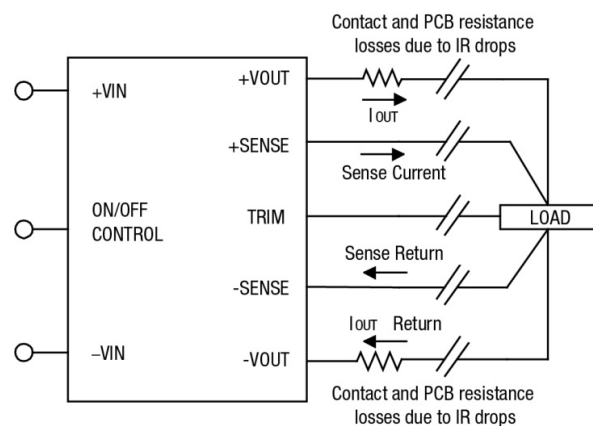 Contact and PCB resistance
losses due to IR drops
+VOUT
+VIN
IOUT
+SENSE
Sense Current
ON/OFF
CONTROL
TRIM
LOAD
Sense Return
-SENSE
IOUT Return
−VIN
-VOUT
Contact and PCB resistance
losses due to IR drops